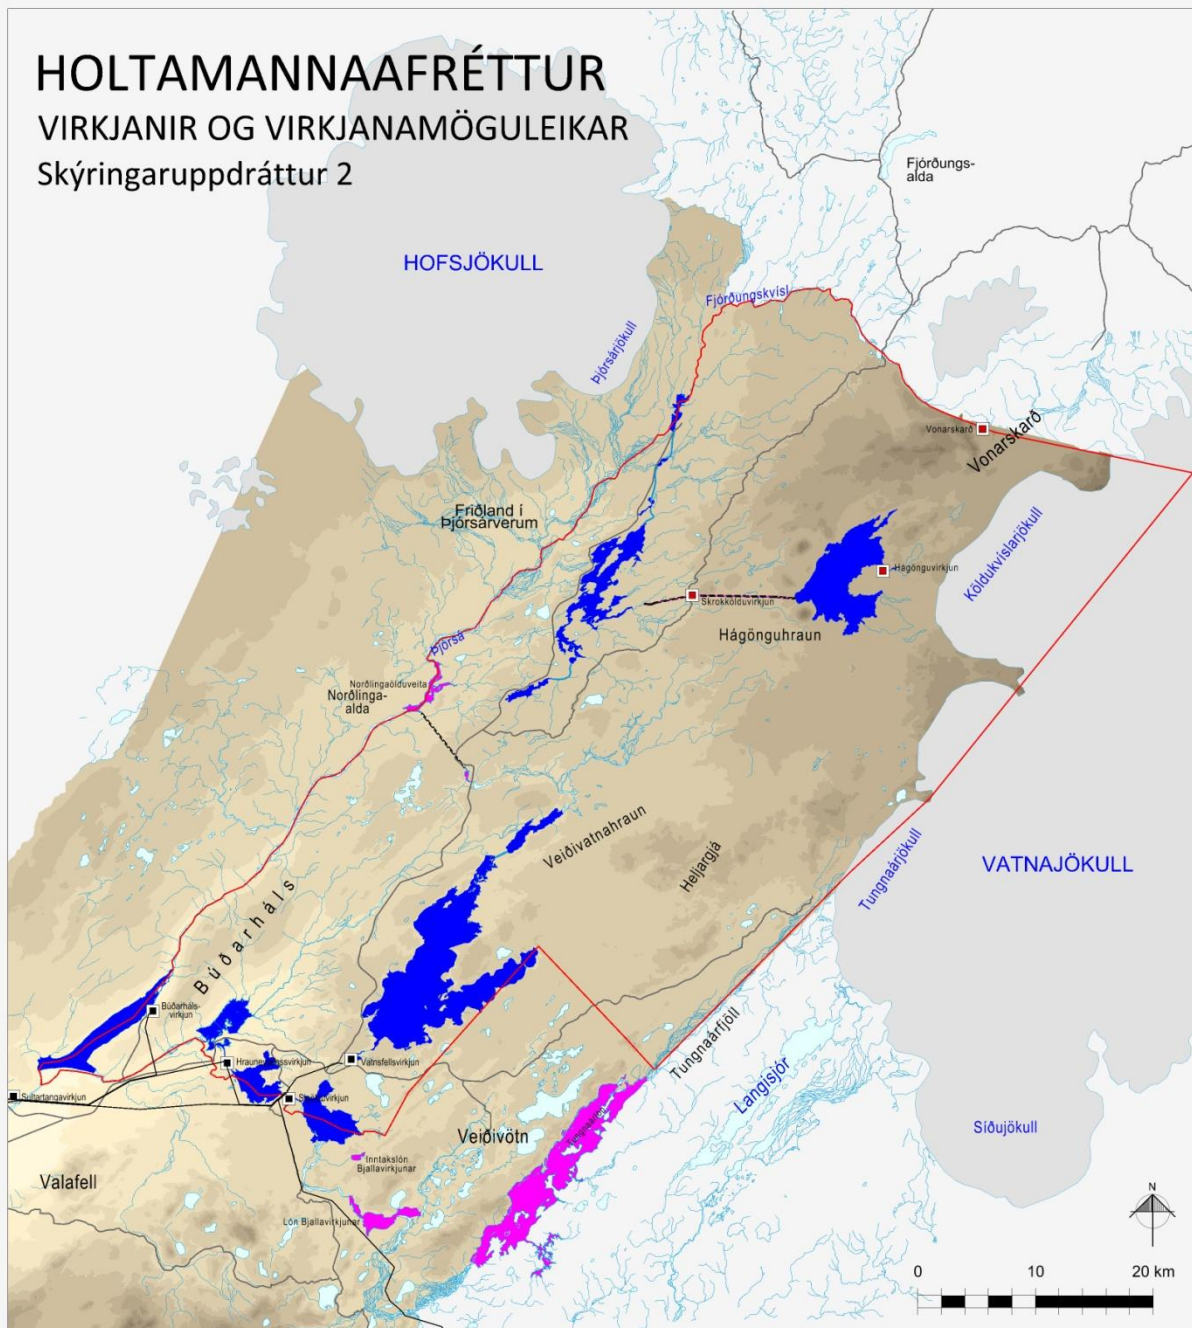 HOLTAMANNAAFRÉTTUR
VIRKJANIR OG VIRKJANAMÖGULEIKAR
Skýringaruppdráttur 2
Fjórðungs-
alda
HOFSJÖKULL
Fjórðungskvísl
Þjórsárjökull
Vonarskarð
Vonarskarð
Friðland í
Þjórsárverum
Köldukvíslarjökull
Hágönguvirkjun
Skrokkölduvirkjun
Hágönguhraun
Þjórsá
Norðlingaölduveita
Norðlinga-
alda
Veiðivatnahraun
Heljargjá
Tungnaárjökull
VATNAJÖKULL
Búðarháls
Búðarháls-
virkjun
Vatnsfellsvirkjun
Sultartangavirkjun
Tungnaárfjöll
Langisjór
Tungnaárlón
Veiðivötn
Síðujökull
Inntakslón
Bjallavirkjunar
Valafell
Lón Bjallavirkjunar
N
0 10 20 km